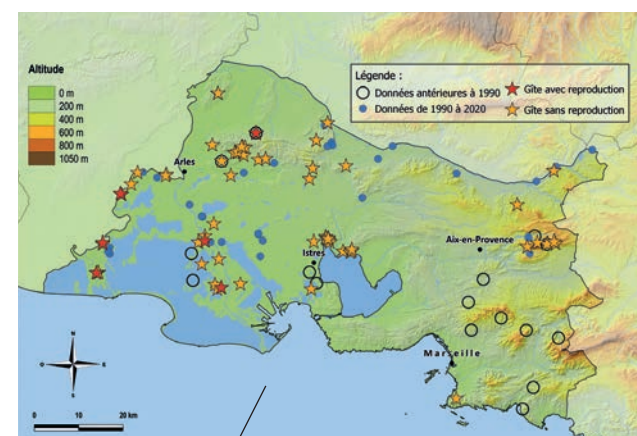 Altitude
0 m
200 m
400 m
600 m
800 m
1050 m
Légende :
Données antérieures à 1990
Gîte avec reproduction
Données de 1990 à 2020
Gîte sans reproduction
Arles
Aix-en-Provence
Istres
Marseille
0 10 20 km